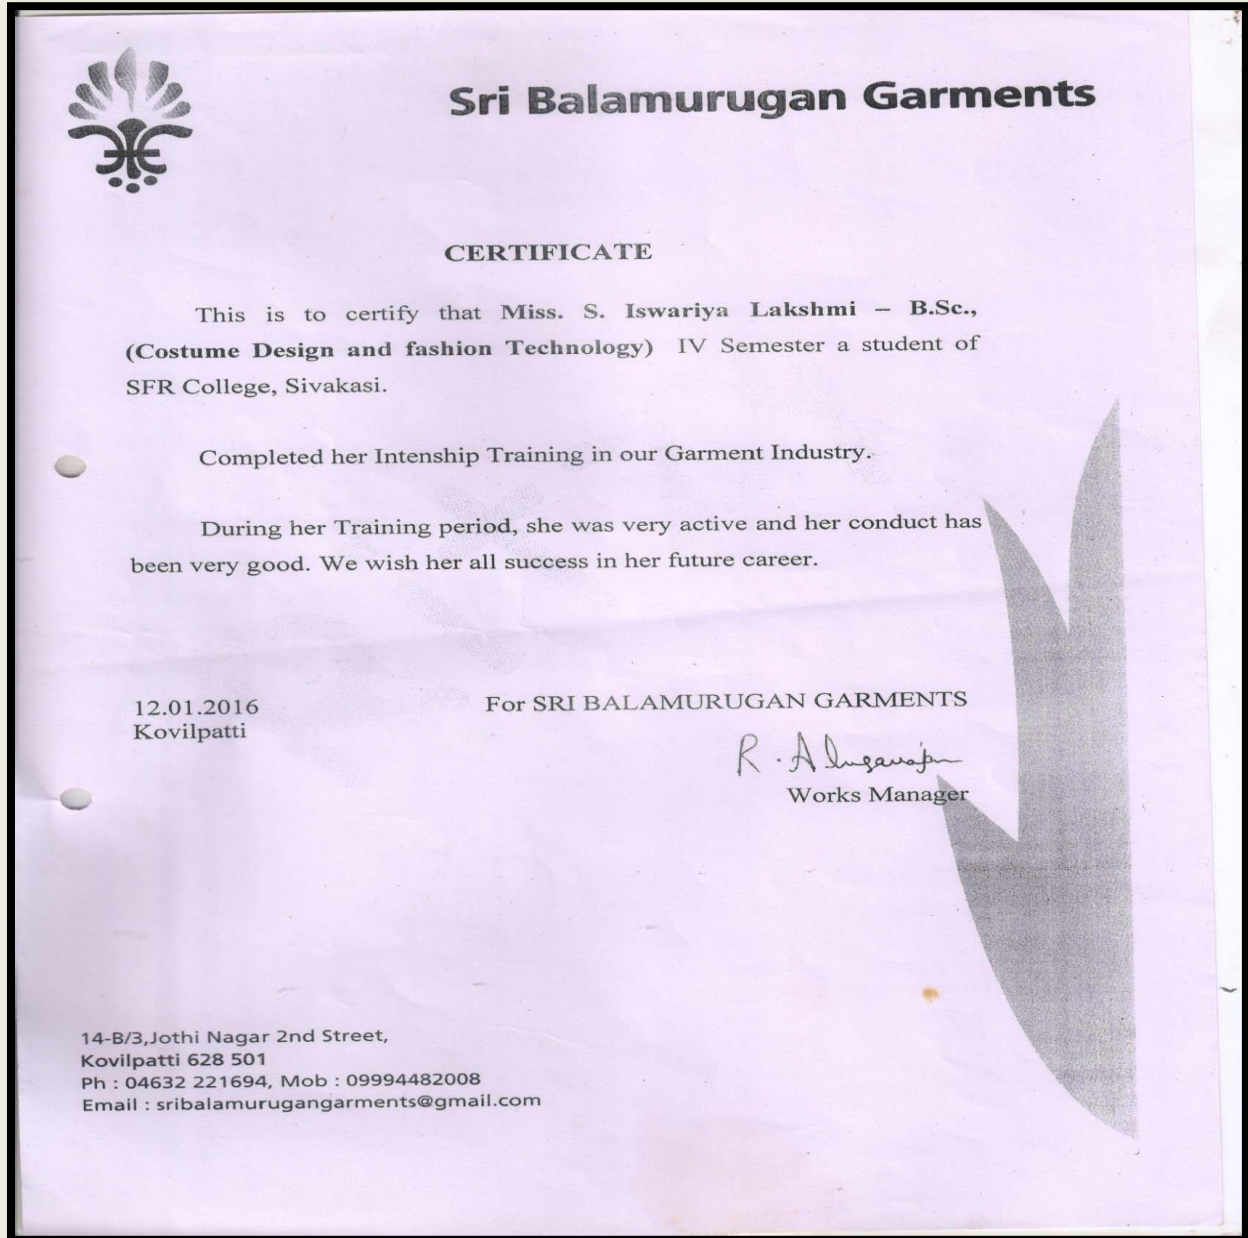 Sri Balamurugan Garments
CERTIFICATE
This is to certify that Miss. S. Iswariya Lakshmi – B.Sc.,
(Costume Design and fashion Technology) IV Semester a student of
SFR College, Sivakasi.
Completed her Intenship Training in our Garment Industry.
During her Training period, she was very active and her conduct has
been very good. We wish her all success in her future career.
12.01.2016
Kovilpatti
For SRI BALAMURUGAN GARMENTS
R.
Works Manager
14-B/3,Jothi Nagar 2nd Street,
Kovilpatti 628 501
Ph : 04632 221694, Mob : 09994482008
Email : sribalamurugangarments@gmail.com